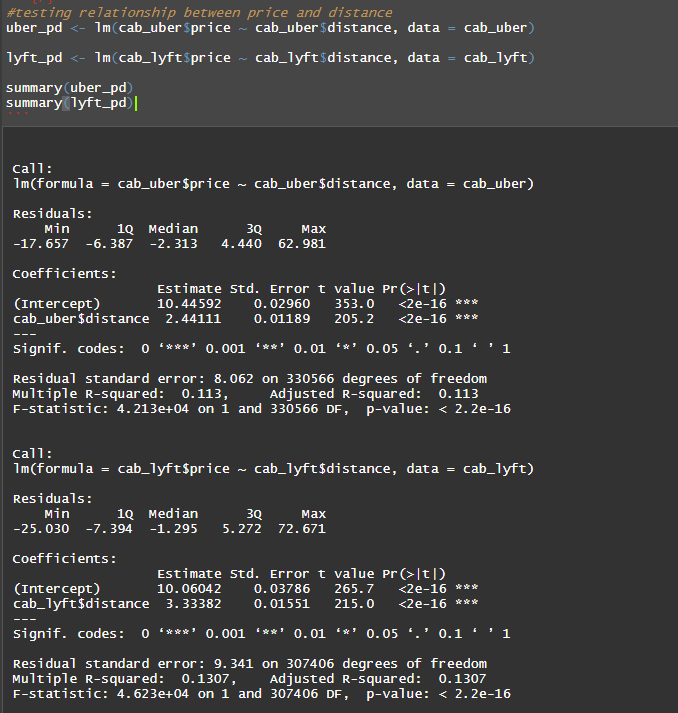 #testing relationship between price and distance
uber_pd <- lm(cab_uber$price ~ cab_uber$distance, data = cab_uber)
lyft_pd <- lm(cab_lyft$price ~ cab_lyft$distance, data = cab_lyft)
summary(uber_pd)
summary(lyft_pd)
Call:
lm(formula = cab_uber$price ~ cab_uber$distance, data = cab_uber)
Residuals:
    Min      1Q  Median      3Q     Max
-17.657  -6.387  -2.313   4.440  62.981
Coefficients:
                  Estimate Std. Error t value Pr(>|t|)
(Intercept)       10.44592    0.02960   353.0   <2e-16 ***
cab_uber$distance  2.44111    0.01189   205.2   <2e-16 ***
---
Signif. codes:  0 ‘***’ 0.001 ‘**’ 0.01 ‘*’ 0.05 ‘.’ 0.1 ‘ ’ 1
Residual standard error: 8.062 on 330566 degrees of freedom
Multiple R-squared:  0.113,     Adjusted R-squared:  0.113
F-statistic: 4.213e+04 on 1 and 330566 DF,  p-value: < 2.2e-16
Call:
lm(formula = cab_lyft$price ~ cab_lyft$distance, data = cab_lyft)
Residuals:
    Min      1Q  Median      3Q     Max
-25.030  -7.394  -1.295   5.272  72.671
Coefficients:
                  Estimate Std. Error t value Pr(>|t|)
(Intercept)       10.06042    0.03786   265.7   <2e-16 ***
cab_lyft$distance  3.33382    0.01551   215.0   <2e-16 ***
---
Signif. codes:  0 ‘***’ 0.001 ‘**’ 0.01 ‘*’ 0.05 ‘.’ 0.1 ‘ ’ 1
Residual standard error: 9.341 on 307406 degrees of freedom
Multiple R-squared:  0.1307,    Adjusted R-squared:  0.1307
F-statistic: 4.623e+04 on 1 and 307406 DF,  p-value: < 2.2e-16